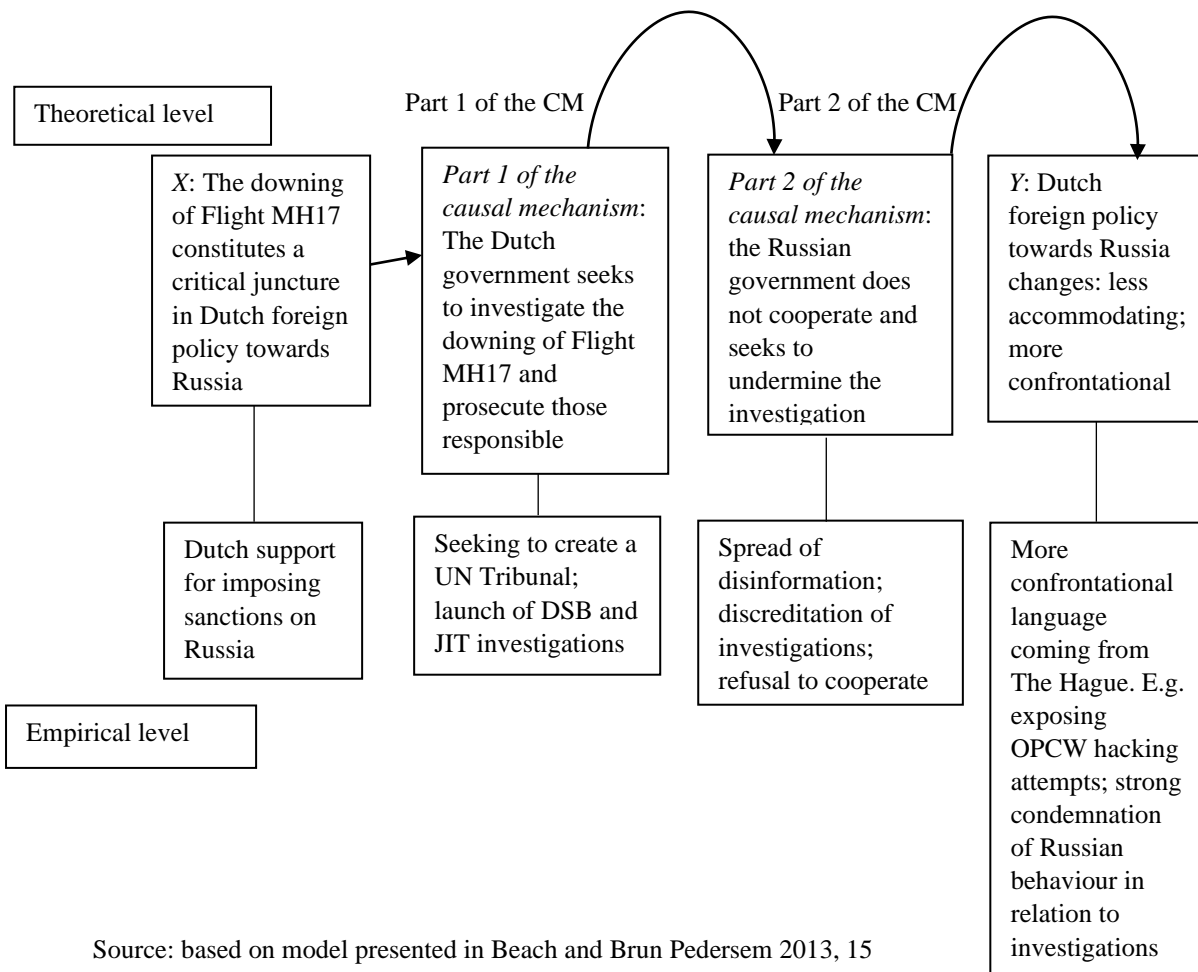 Part 1 of the CM
Part 2 of the CM
Theoretical level
X: The downing
of Flight MH17
constitutes a
critical juncture
in Dutch foreign
policy towards
Russia
Part 1 of the
causal mechanism:
The Dutch
government seeks
to investigate the
downing of Flight
MH17 and
prosecute those
responsible
Part 2 of the
causal mechanism:
the Russian
government does
not cooperate and
seeks to
undermine the
investigation
Y: Dutch
foreign policy
towards Russia
changes: less
accommodating;
more
confrontational
Dutch support
for imposing
sanctions on
Russia
Seeking to create a
UN Tribunal;
launch of DSB and
JIT investigations
Spread of
disinformation;
discreditation of
investigations;
refusal to cooperate
More
confrontational
language
coming from
The Hague. E.g.
exposing
OPCW hacking
attempts; strong
condemnation
of Russian
behaviour in
relation to
investigations
Empirical level
Source: based on model presented in Beach and Brun Pedersem 2013, 15